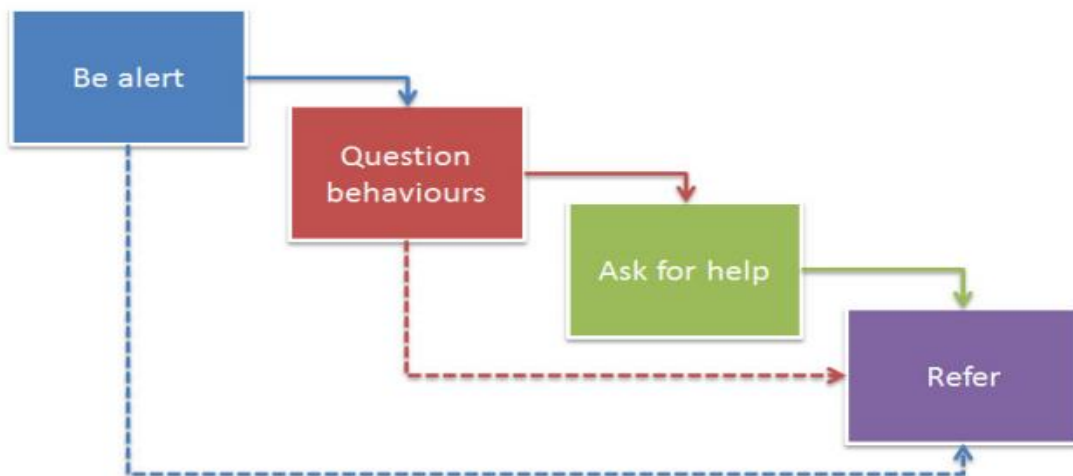 Be alert
Question
behaviours
Ask for help
Refer